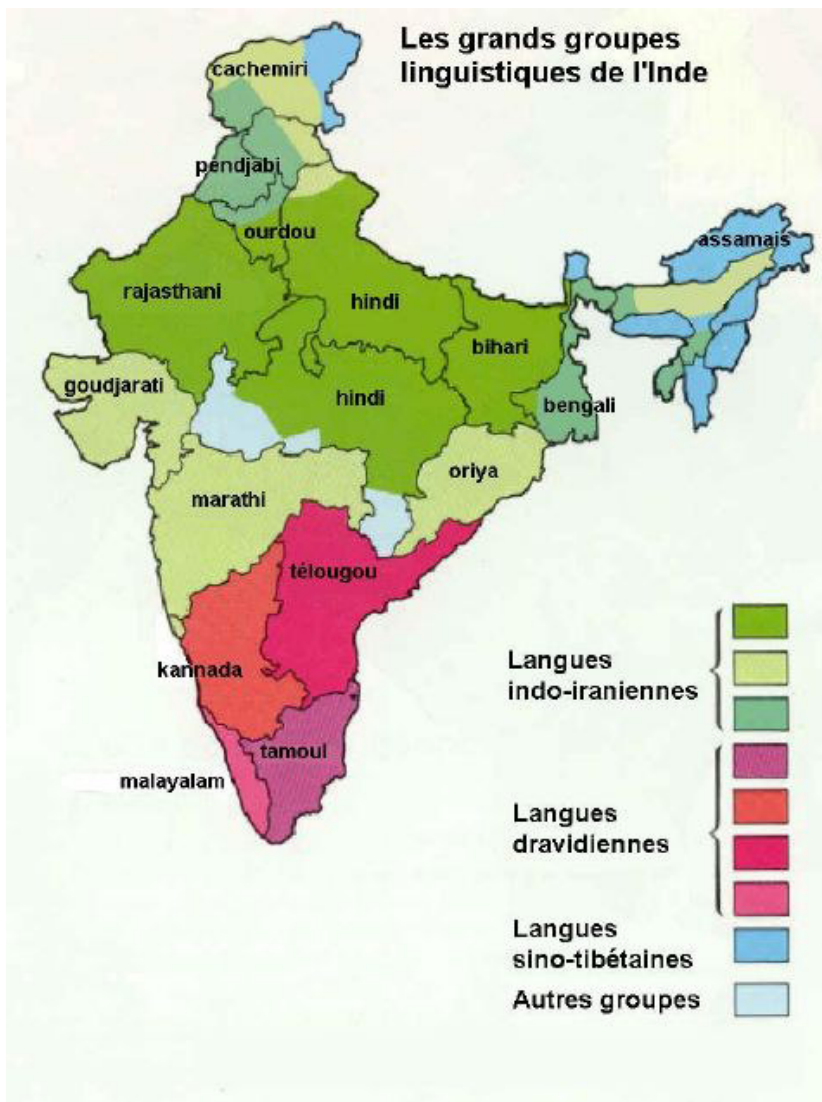 Les grands groupes
linguistiques de l'Inde
cachemiri
pendjabi
ourdou
assamais
rajasthani
hindi
bihari
goudjarati
hindi
bengali
oriya
marathi
télougou
kannada
tamoul
malayalam
Langues
indo-iraniennes
Langues
dravidiennes
Langues
sino-tibétaines
Autres groupes